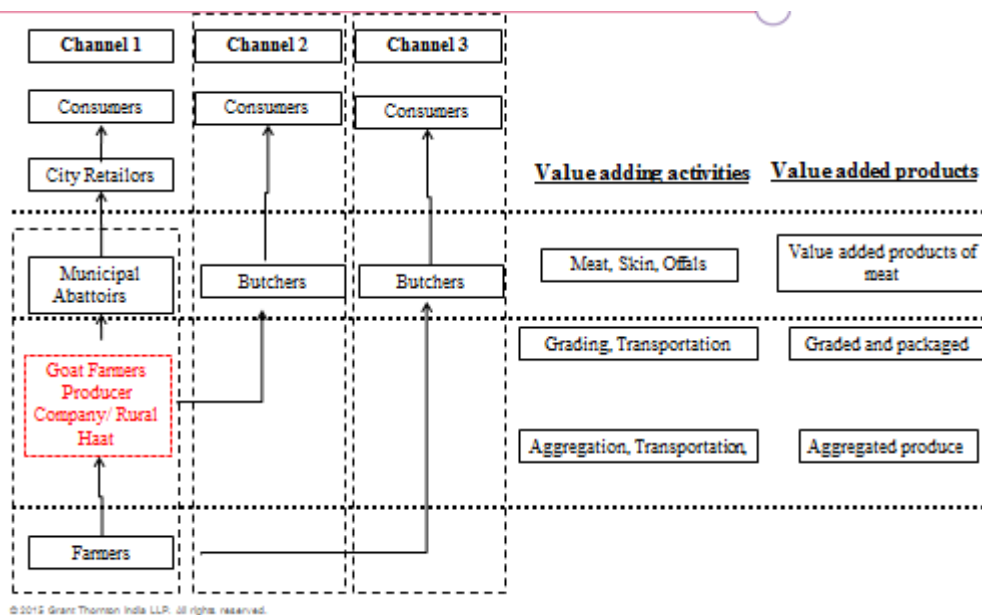 Channel 1
Channel 2
Channel 3
Consumers
Consumers
Consumers
City Retailors
Value adding activities
Value added products
Municipal
Abattoirs
Butchers
Butchers
Meat, Skin, Offals
Value added products of
meat
Goat Farmers
Producer
Company/ Rural
Haat
Grading, Transportation
Graded and packaged
Aggregation, Transportation,
Aggregated produce
Farmers
© 2015 Grant Thornton India LLP. All rights reserved.